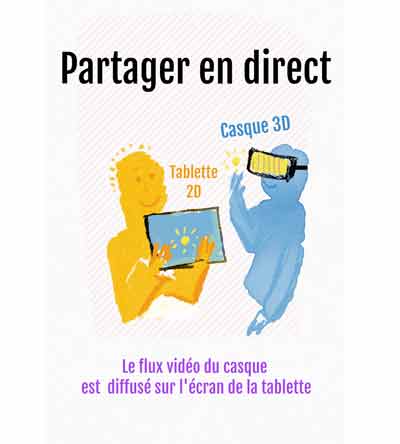 Partager en direct
Casque 3D
Tablette
2D
Le flux vidéo du casque
est diffusé sur l'écran de la tablette